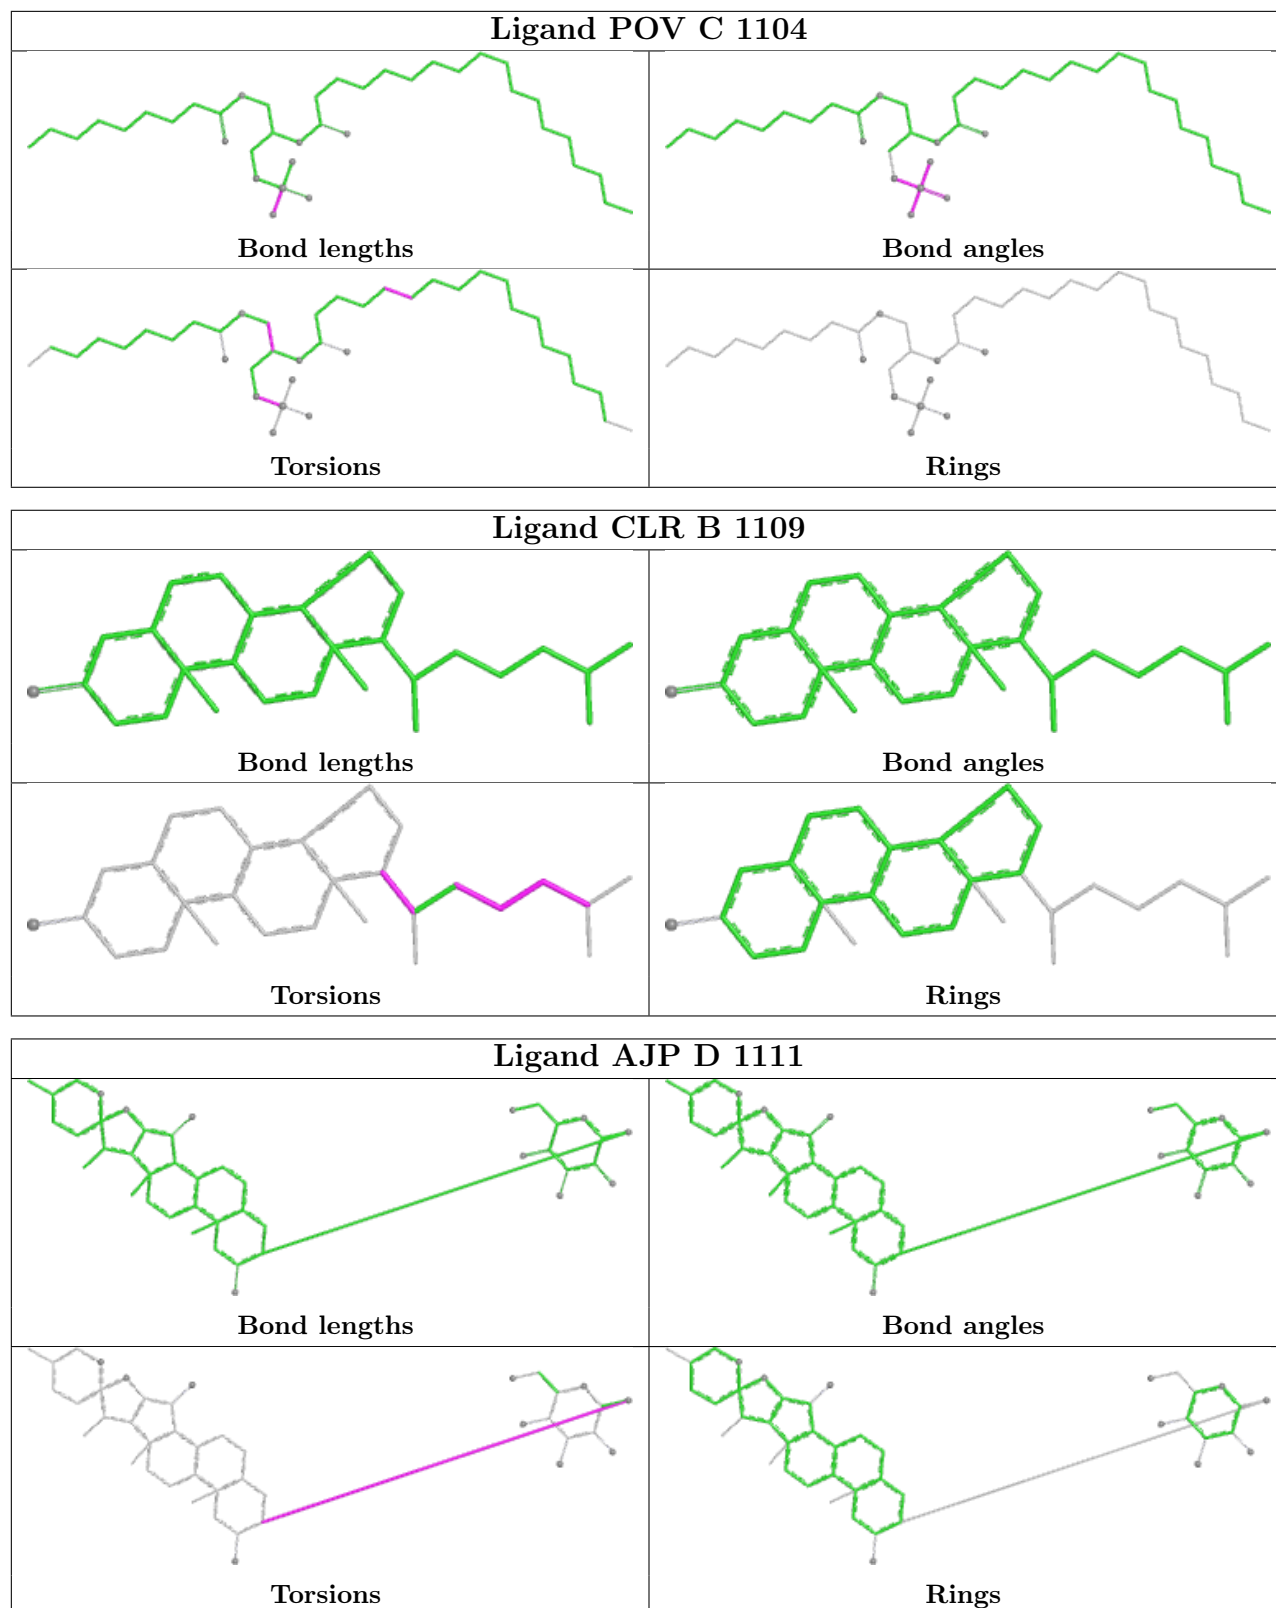 Ligand POV C 1104
Bond lengths Bond angles
Torsions Rings
Ligand CLR B 1109
Bond lengths Bond angles
Torsions Rings
Ligand AJP D 1111
Bond lengths Bond angles
Torsions Rings